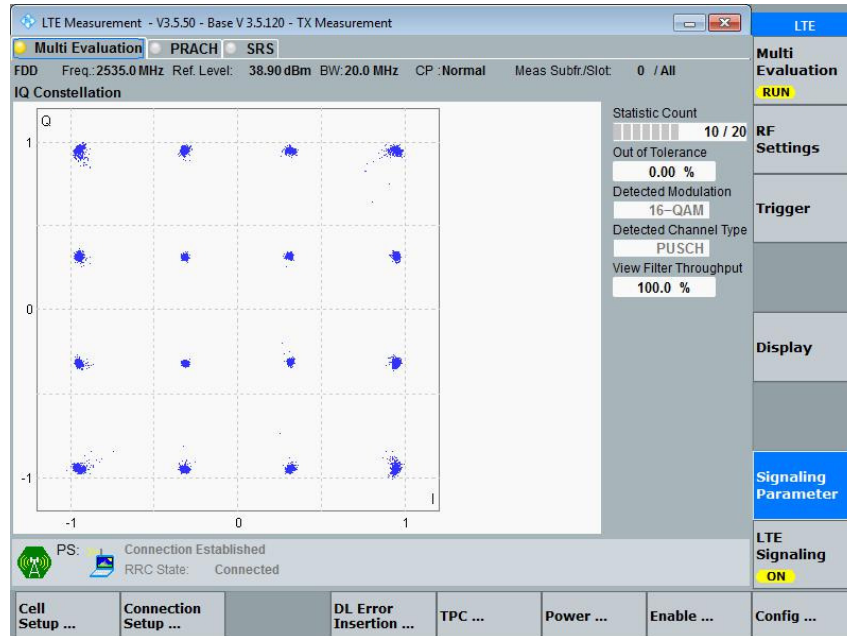 LTE Measurement - V3.5.50 - Base V 3.5.120 - TX Measurement
LTE
Multi Evaluation PRACH SRS
FDD Freq.:2535.0 MHz Ref. Level: 38.90 dBm BW:20.0 MHz CP :Normal Meas Subfr./Slot: 0 / All
IQ Constellation
Q
1
0
-1
-1 0 1
I
Statistic Count
10 / 20
Out of Tolerance
0.00 %
Detected Modulation
16-QAM
Detected Channel Type
PUSCH
View Filter Throughput
100.0 %
Multi
Evaluation
RUN
RF
Settings
Trigger
Display
Signaling
Parameter
LTE
Signaling
ON
PS: Connection Established
RRC State: Connected
Cell
Setup ...
Connection
Setup ...
DL Error
Insertion ...
TPC ...
Power ...
Enable ...
Config ...